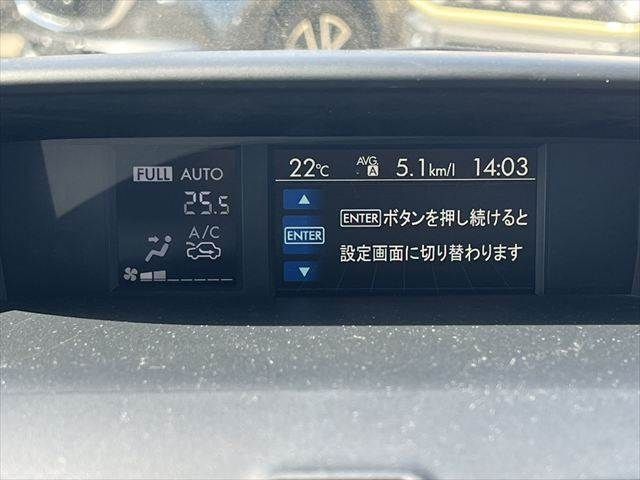 FULL AUTO
25.5
A/C
22℃ AVG A 5.1km/l 14:03
ENTER
ENTERボタンを押し続けると
設定画面に切り替わります